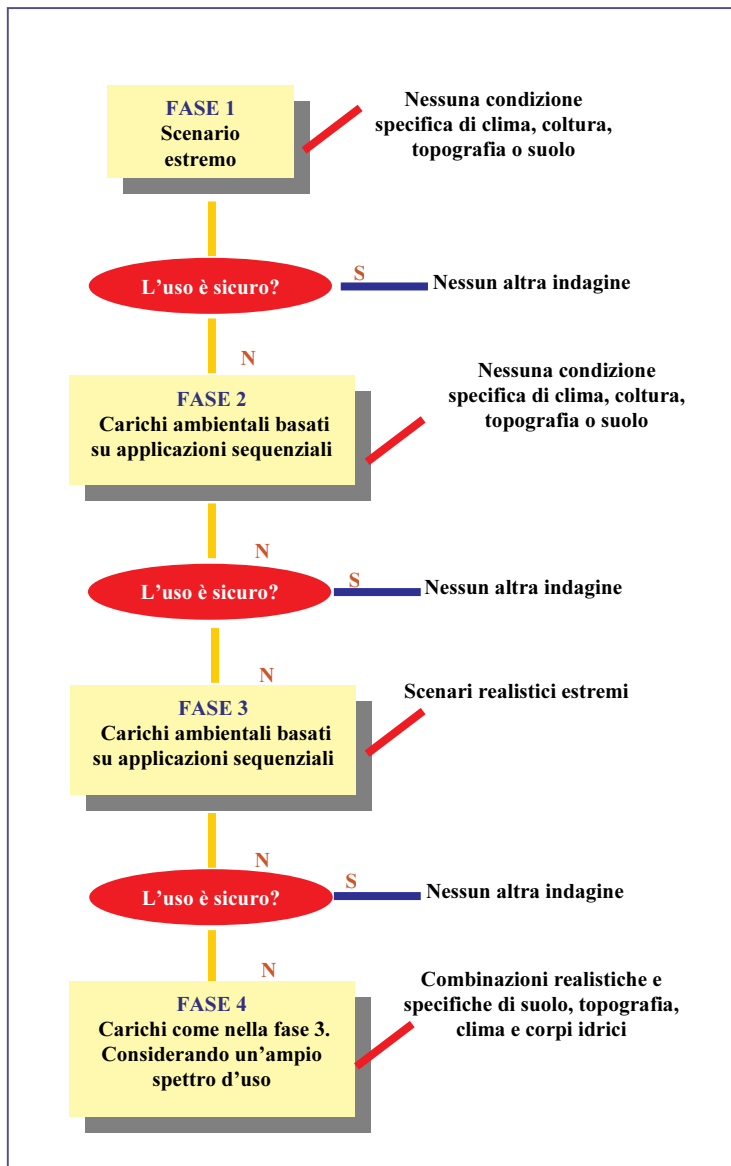 FASE 1
Scenario
estremo
Nessuna condizione
specifica di clima, coltura,
topografia o suolo
L'uso è sicuro?
S
Nessun altra indagine
N
FASE 2
Carichi ambientali basati
su applicazioni sequenziali
Nessuna condizione
specifica di clima, coltura,
topografia o suolo
N
L'uso è sicuro?
S
Nessun altra indagine
N
FASE 3
Carichi ambientali basati
su applicazioni sequenziali
Scenari realistici estremi
N
L'uso è sicuro?
S
Nessun altra indagine
N
FASE 4
Carichi come nella fase 3.
Considerando un'ampio
spettro d'uso
Combinazioni realistiche e
specifiche di suolo, topografia,
clima e corpi idrici